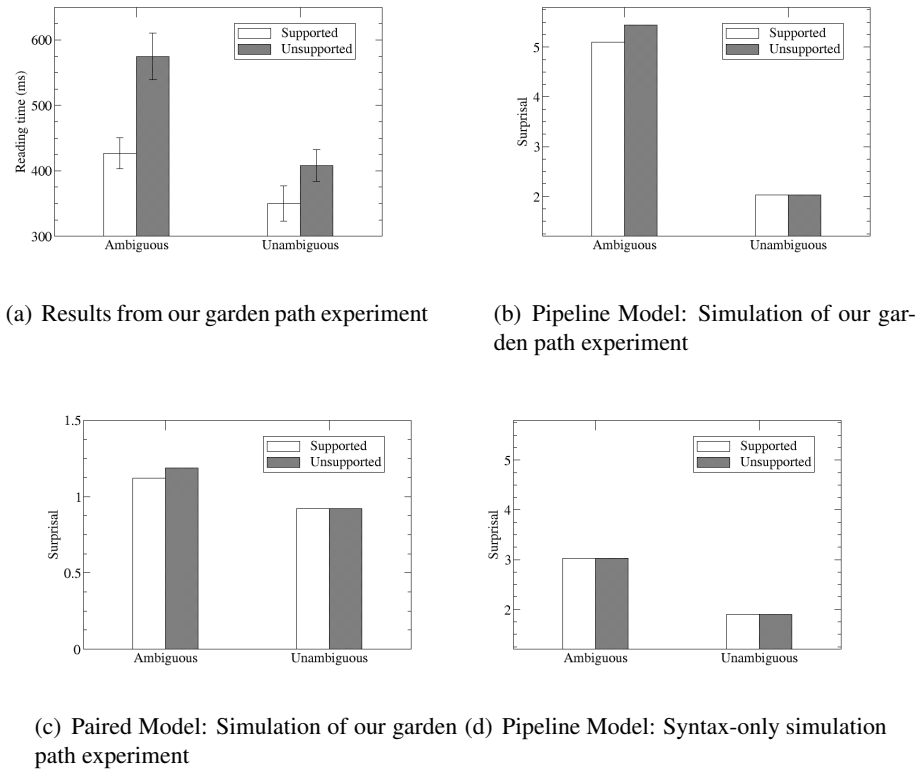 600
500
400
300
Reading time (ms)
Supported
Unsupported
Ambiguous
Unambiguous
5
4
3
2
Surprisal
Supported
Unsupported
Ambiguous
Unambiguous
(a) Results from our garden path experiment
(b) Pipeline Model: Simulation of our gar-
den path experiment
1.5
1
0.5
0
Surprisal
Supported
Unsupported
Ambiguous
Unambiguous
5
4
3
2
Surprisal
Supported
Unsupported
Ambiguous
Unambiguous
(c) Paired Model: Simulation of our garden
path experiment
(d) Pipeline Model: Syntax-only simulation